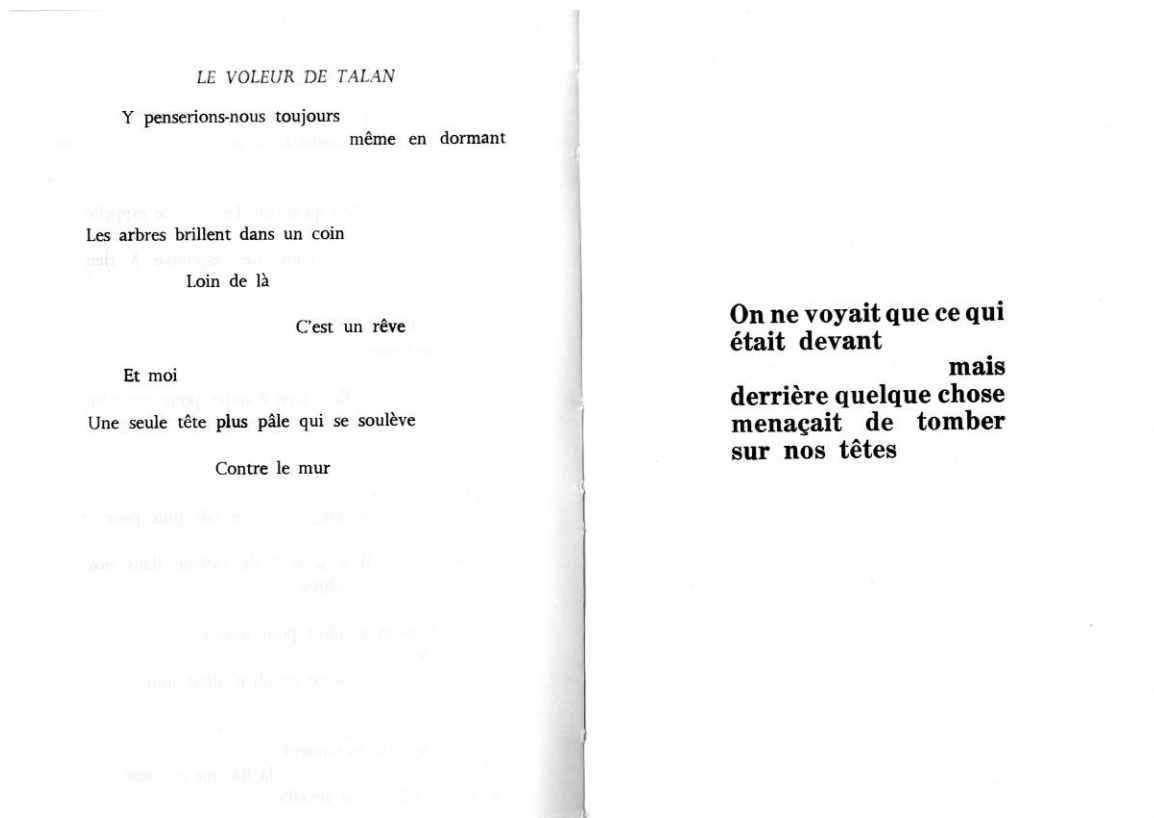 LE VOLEUR DE TALAN
Y penserions-nous toujours
même en dormant
Les arbres brillent dans un coin
Loin de là
C'est un rêve
Et moi
Une seule tête plus pâle qui se soulève
Contre le mur
On ne voyait que ce qui
était devant
mais
derrière quelque chose
menaçait de tomber
sur nos têtes